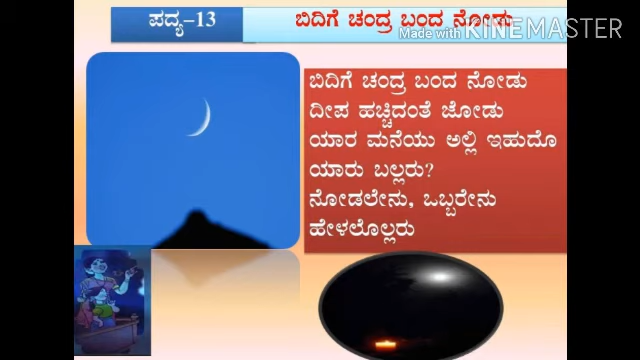 ಪದ್ಯ-13
ಬಿದಿಗೆ ಚಂದ್ರ ಬಂದ ನೋಡು
Made with KINEMASTER
ಬಿದಿಗೆ ಚಂದ್ರ ಬಂದ ನೋಡು
ದೀಪ ಹಚ್ಚಿದಂತೆ ಜೋಡು
ಯಾರ ಮನೆಯು ಅಲ್ಲಿ ಇಹುದೊ
ಯಾರು ಬಲ್ಲರು?
ನೋಡಲೇನು, ಒಬ್ಬರೇನು
ಹೇಳಲೊಲ್ಲರು